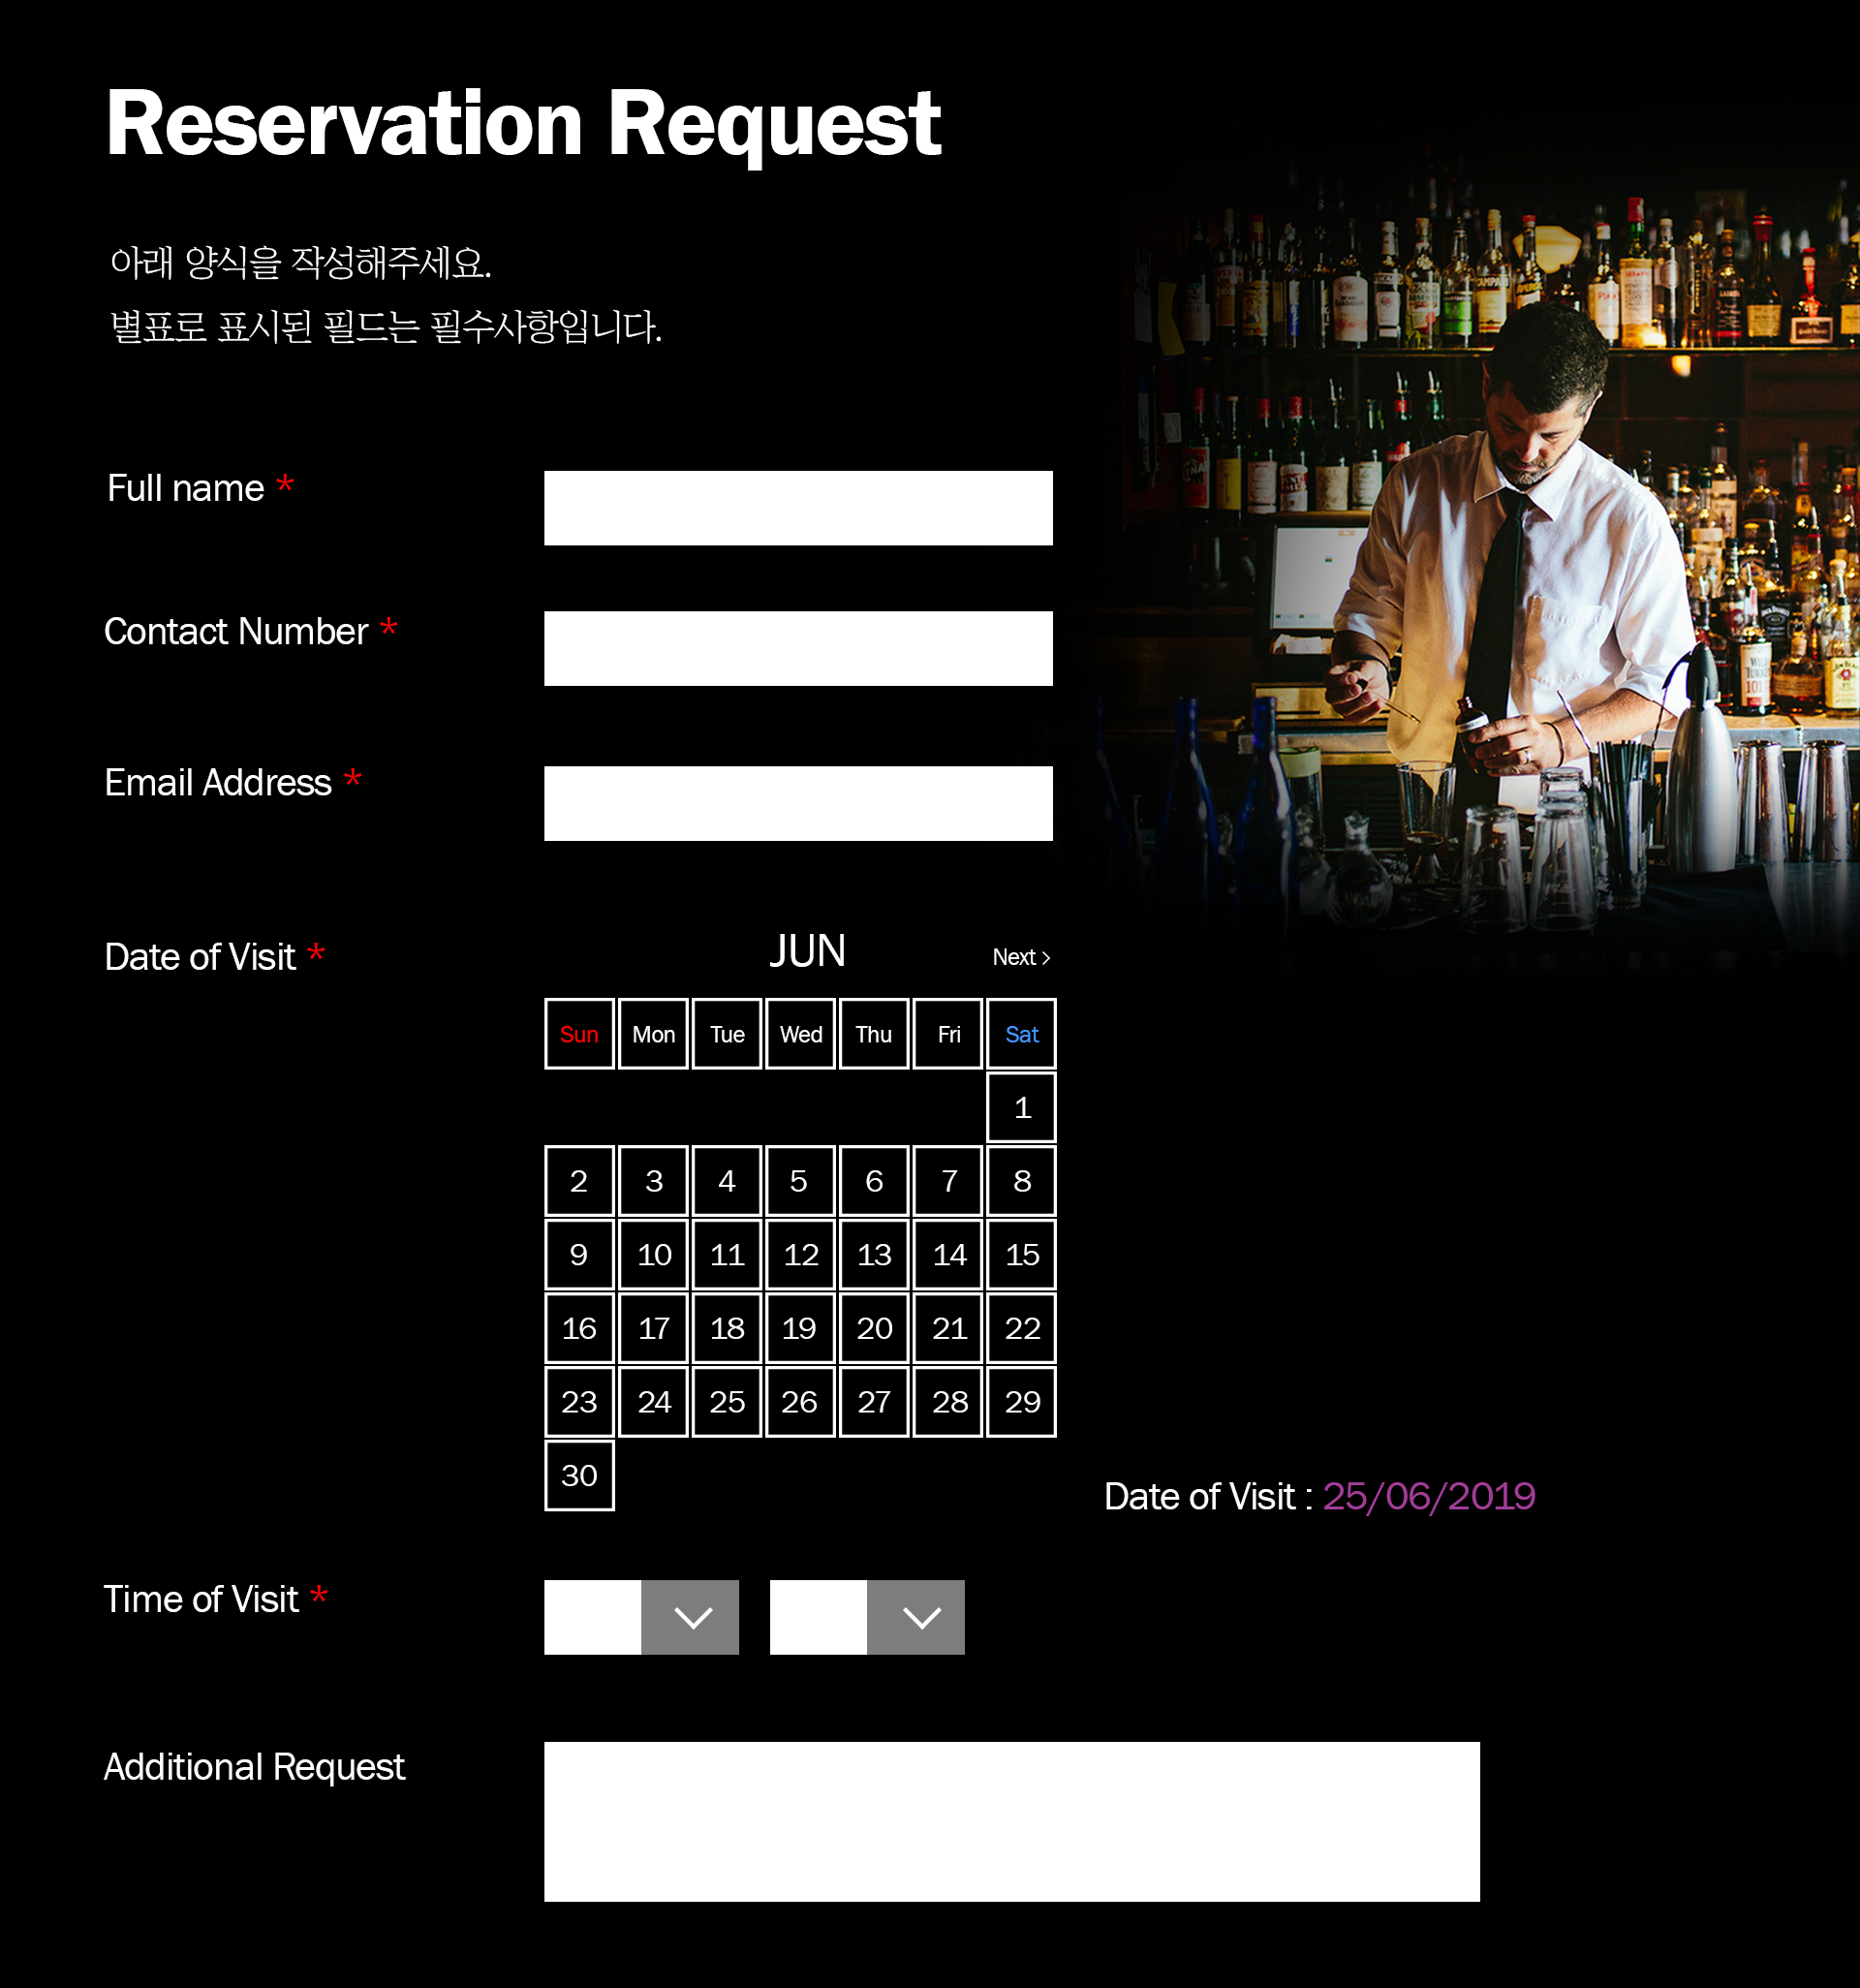 Reservation Request
아래 양식을 작성해주세요.
별표로 표시된 필드는 필수사항입니다.
Full name *
Contact Number *
Email Address *
Date of Visit *
JUN
Next >
Sun Mon Tue Wed Thu Fri Sat
1
2 3 4 5 6 7 8
9 10 11 12 13 14 15
16 17 18 19 20 21 22
23 24 25 26 27 28 29
30
Date of Visit : 25/06/2019
Time of Visit *
Additional Request